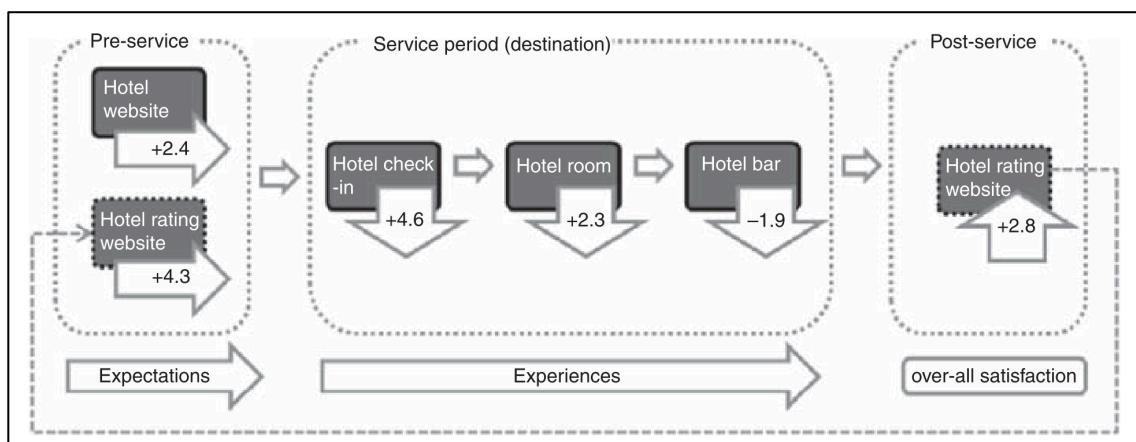 Pre-service
Service period (destination)
Post-service
Hotel
website
+2.4
Hotel rating
website
+4.3
Hotel check
-in
+4.6
Hotel room
+2.3
Hotel bar
–1.9
Hotel rating
website
+2.8
Expectations
Experiences
over-all satisfaction